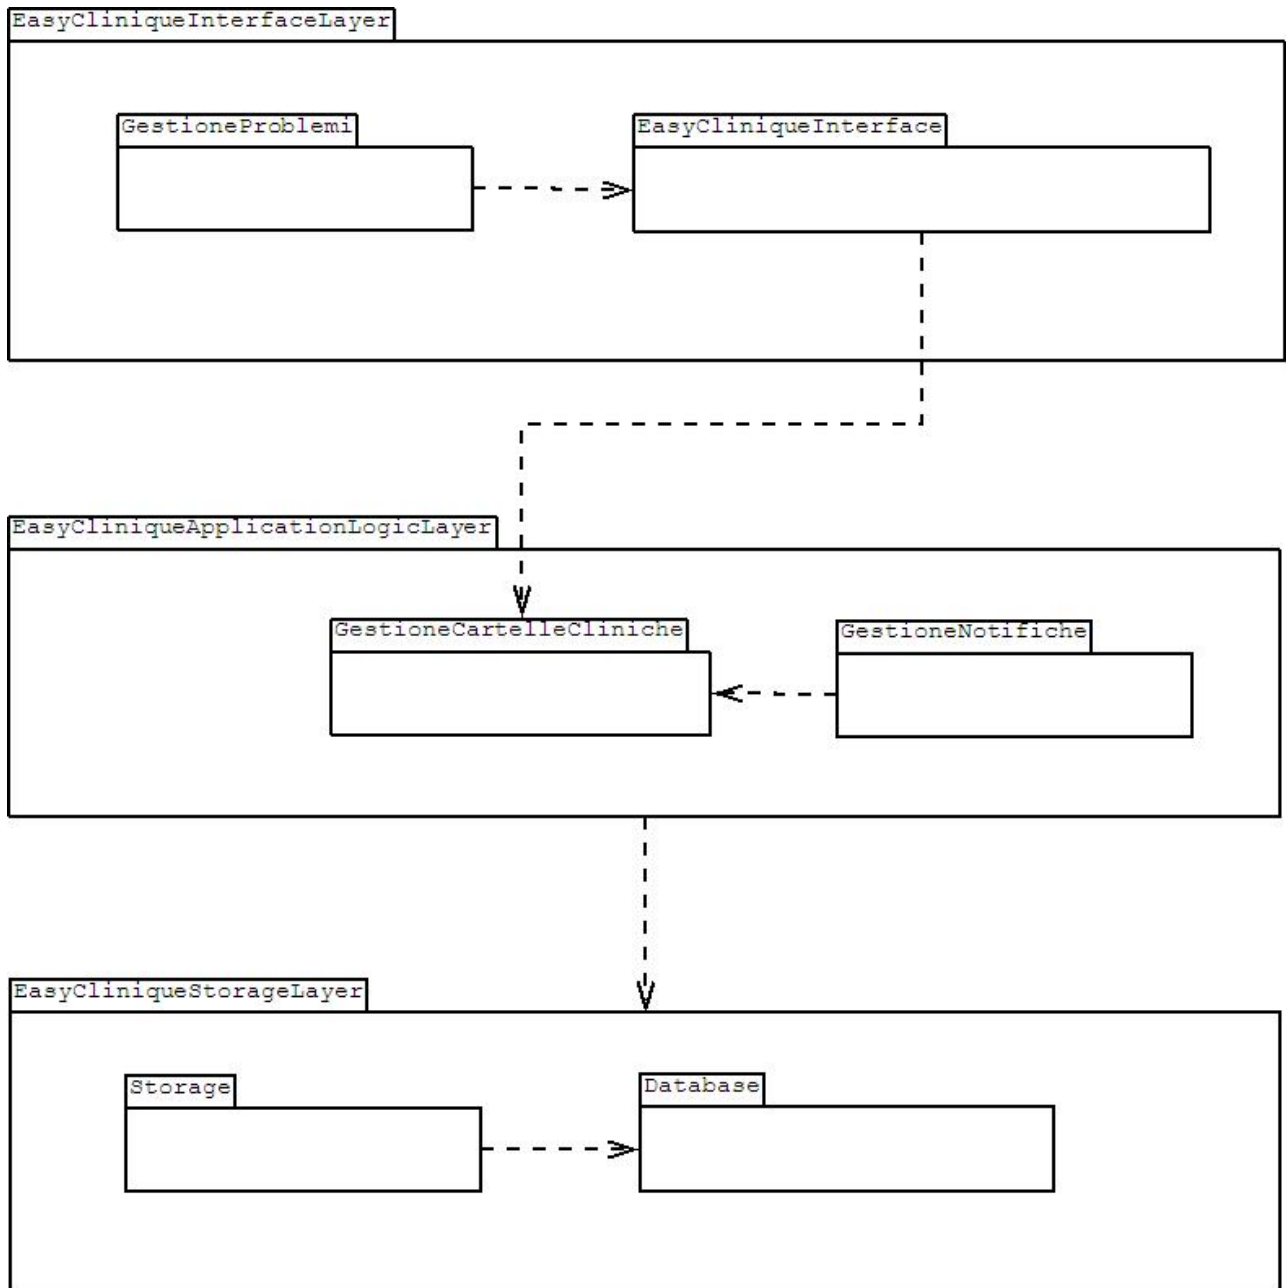 EasyCliniqueInterfaceLayer
GestioneProblemi
EasyCliniqueInterface
EasyCliniqueApplicationLogicLayer
GestioneCartelleCliniche
GestioneNotifiche
EasyCliniqueStorageLayer
Storage
Database